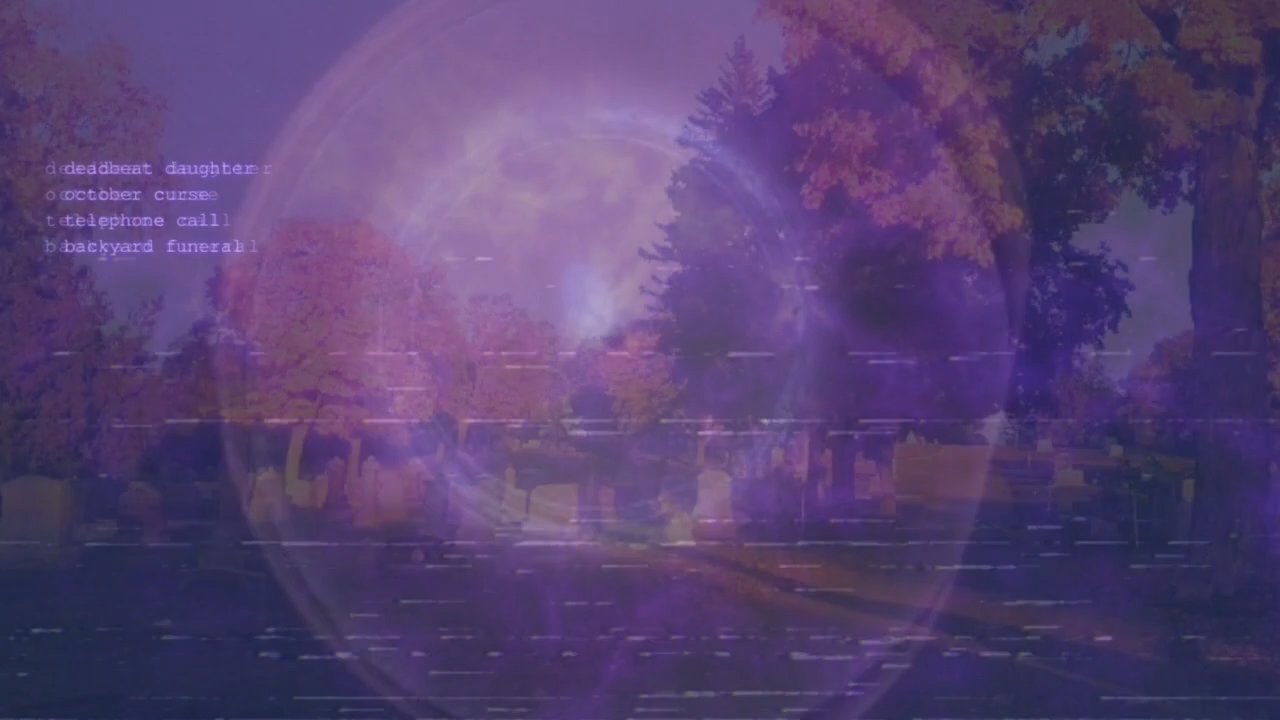 deadbeat daughter
october curse
telephone call
backyard funeral